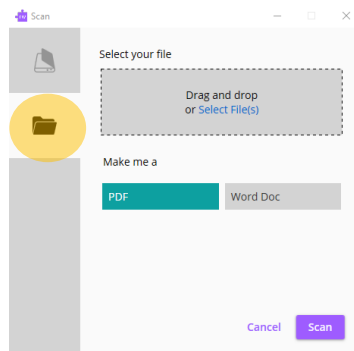 Scan
Select your file
Drag and drop
or Select File(s)
Make me a
PDF
Word Doc
Cancel
Scan